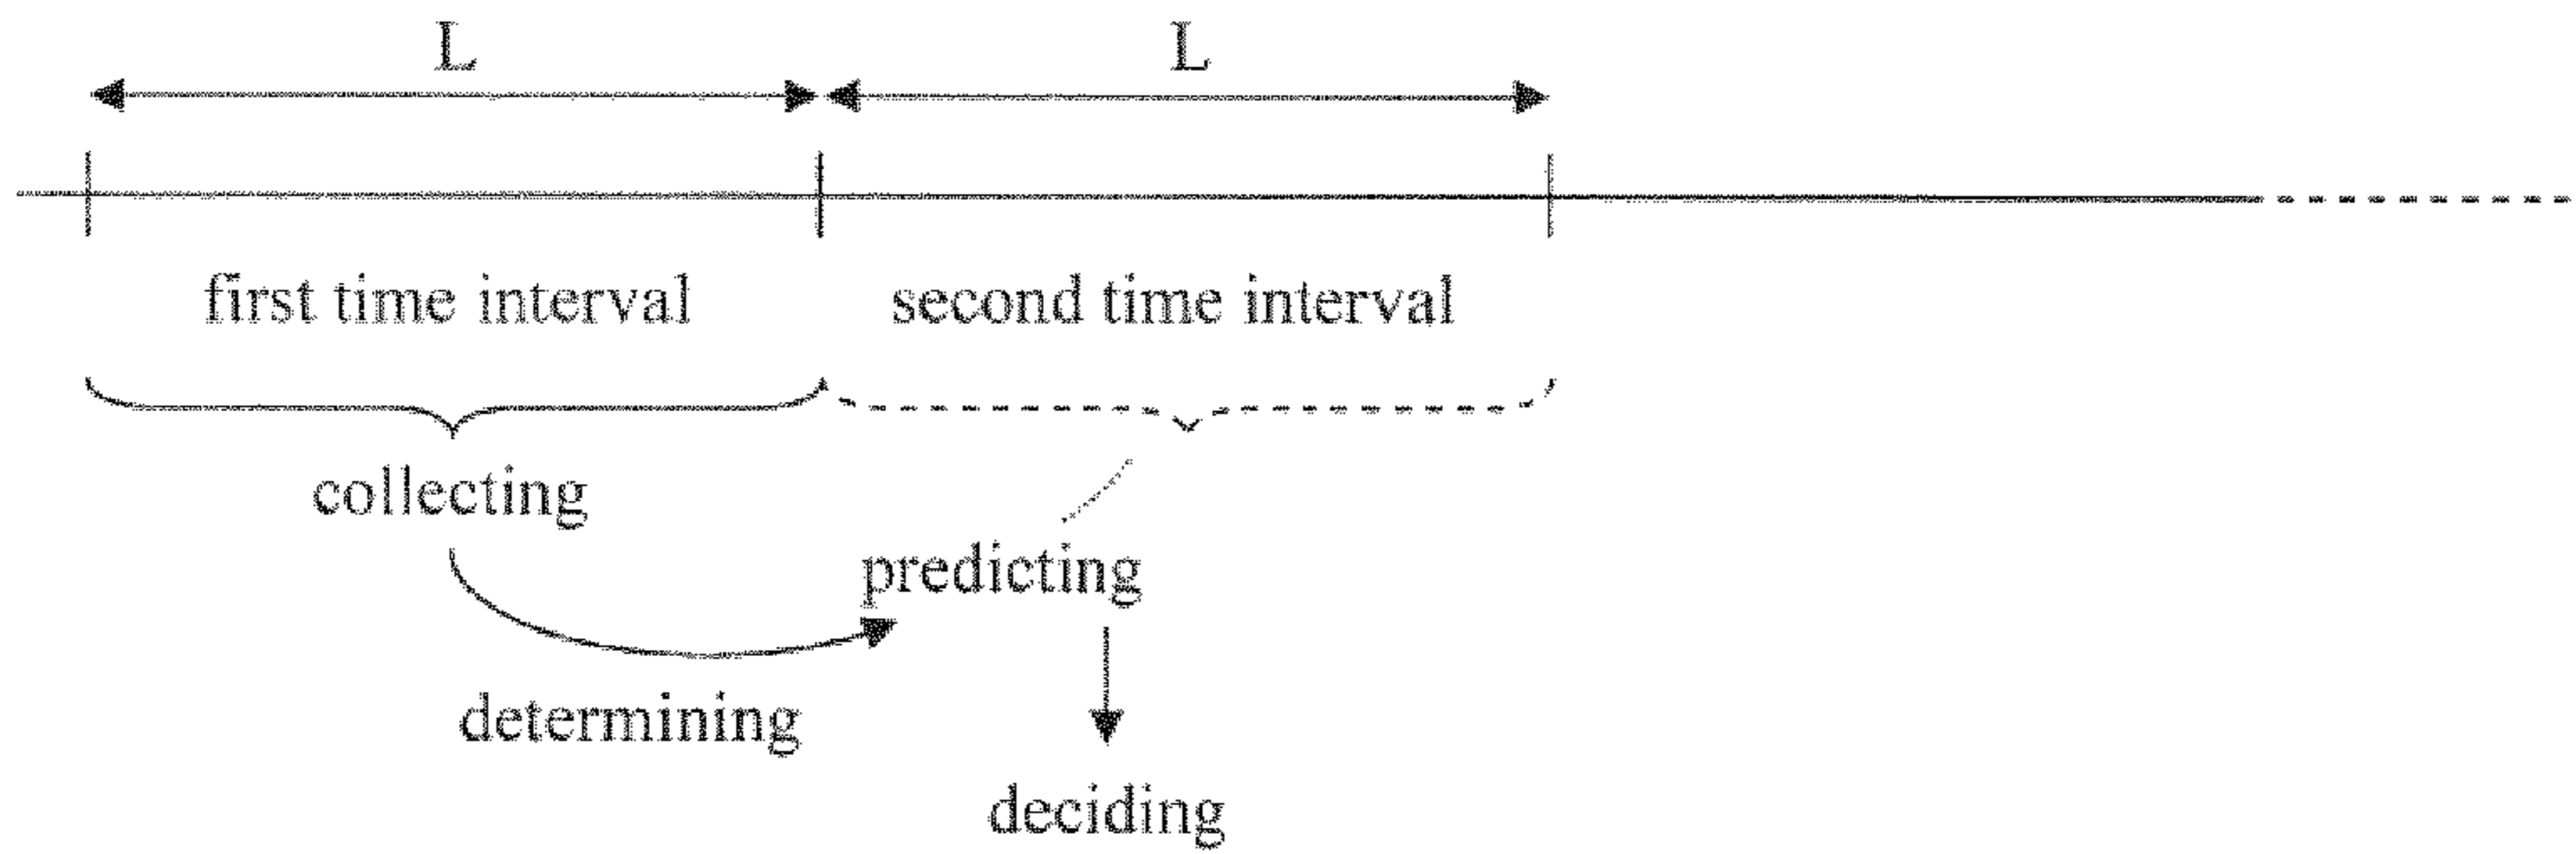 L L
first time interval second time interval
collecting
predicting
determining
deciding